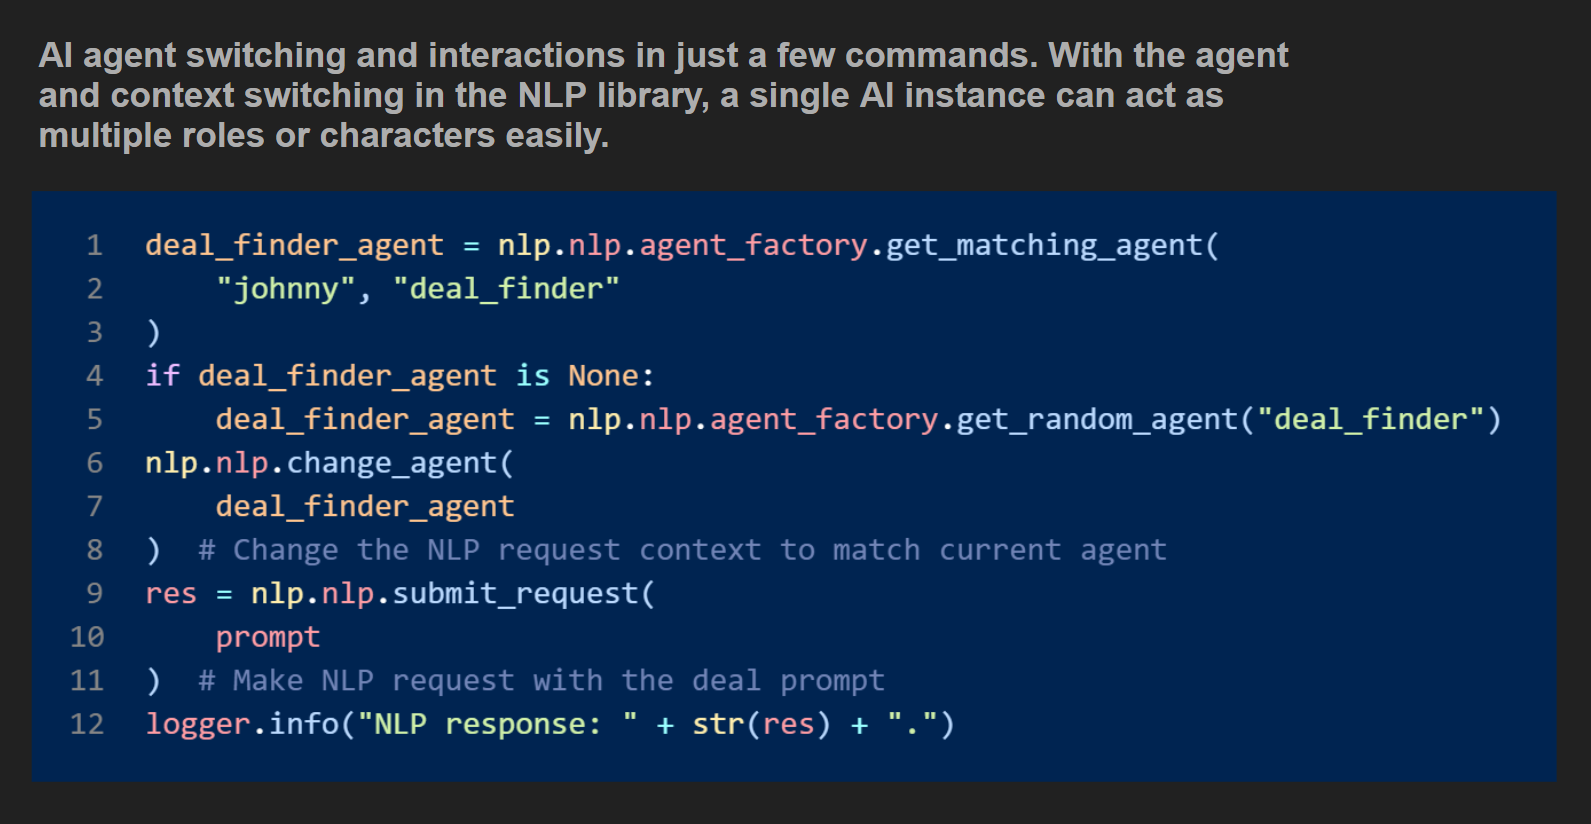 AI agent switching and interactions in just a few commands. With the agent
and context switching in the NLP library, a single AI instance can act as
multiple roles or characters easily.
1 deal_finder_agent = nlp.nlp.agent_factory.get_matching_agent(
2     "johnny", "deal_finder"
3 )
4 if deal_finder_agent is None:
5     deal_finder_agent = nlp.nlp.agent_factory.get_random_agent("deal_finder")
6 nlp.nlp.change_agent(
7     deal_finder_agent
8 )  # Change the NLP request context to match current agent
9 res = nlp.nlp.submit_request(
10     prompt
11 )  # Make NLP request with the deal prompt
12 logger.info("NLP response: " + str(res) + ".")